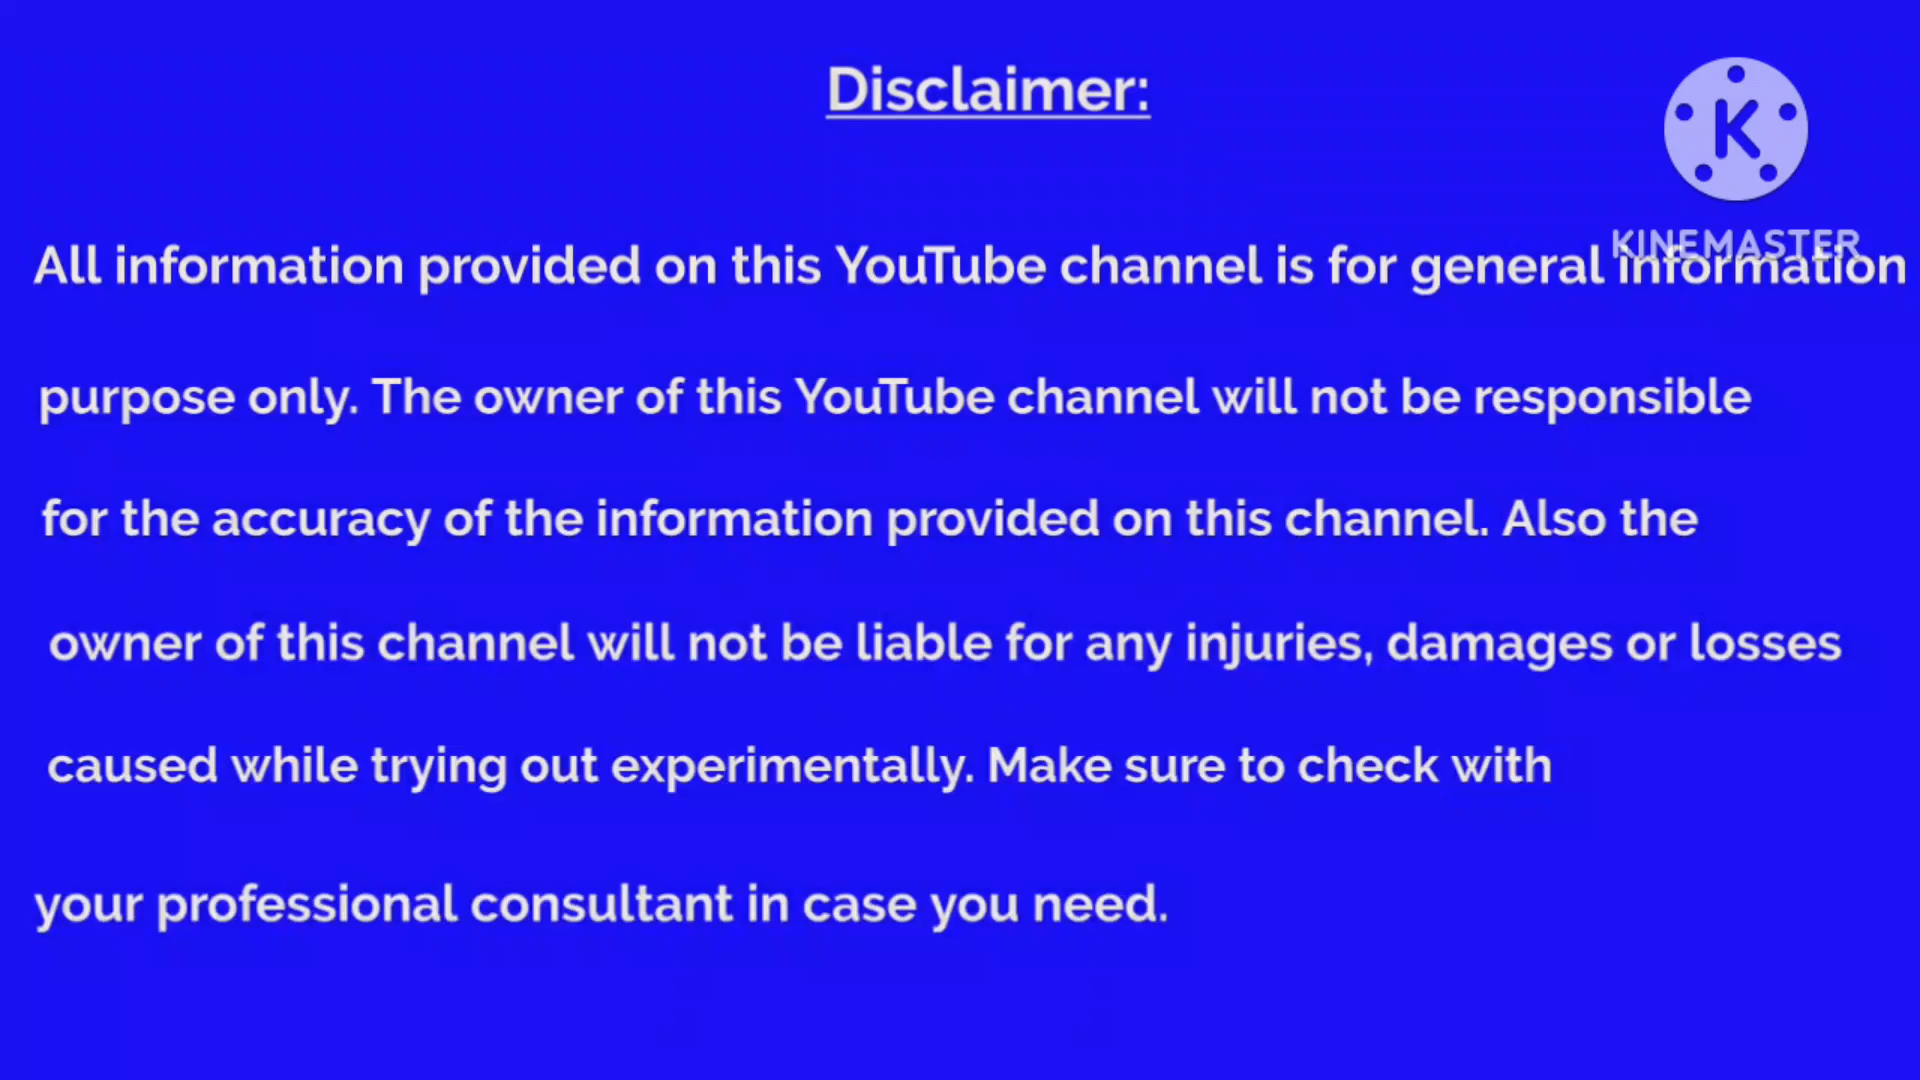 Disclaimer:
K
KINEMASTER
All information provided on this YouTube channel is for general information
purpose only. The owner of this YouTube channel will not be responsible
for the accuracy of the information provided on this channel. Also the
owner of this channel will not be liable for any injuries, damages or losses
caused while trying out experimentally. Make sure to check with
your professional consultant in case you need.